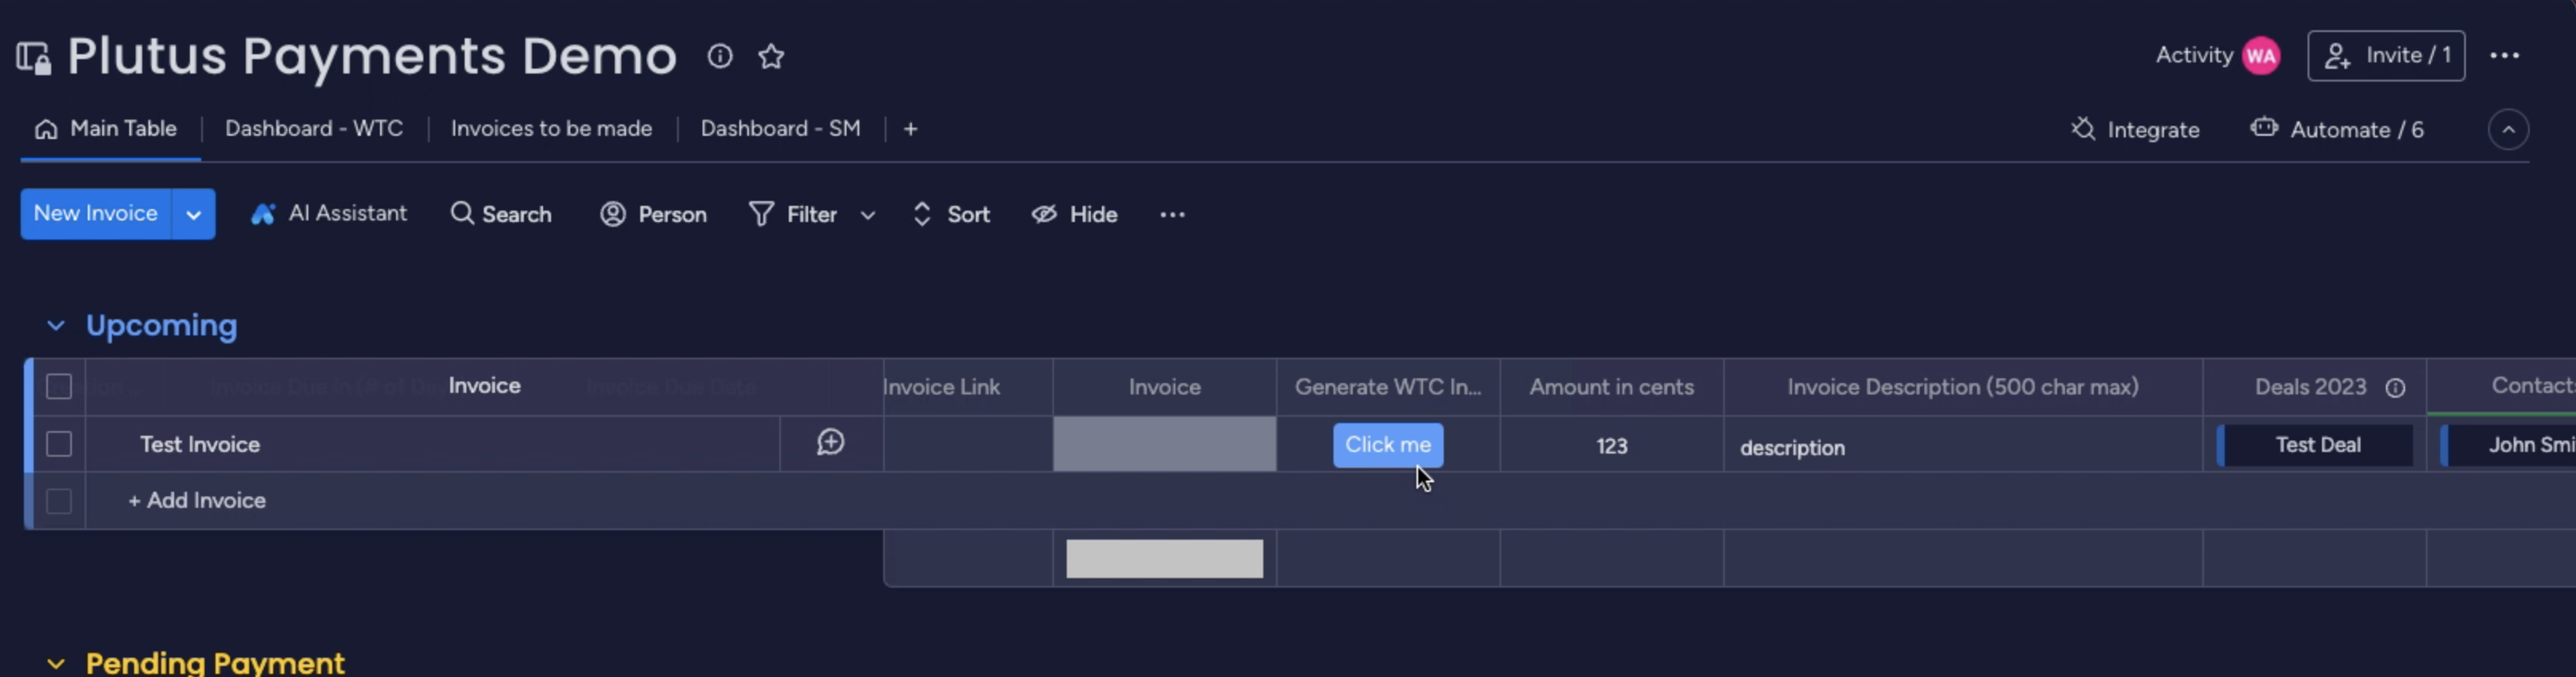 Plutus Payments Demo
Activity WA Invite / 1
Main Table Dashboard - WTC Invoices to be made Dashboard - SM +
Integrate Automate / 6
New Invoice AI Assistant Search Person Filter Sort Hide
Upcoming
Invoice Due Date Invoice Invoice Link Invoice Generate WTC In... Amount in cents Invoice Description (500 char max) Deals 2023 Contact
Test Invoice Click me 123 description Test Deal John Smi
+ Add Invoice
Pending Payment